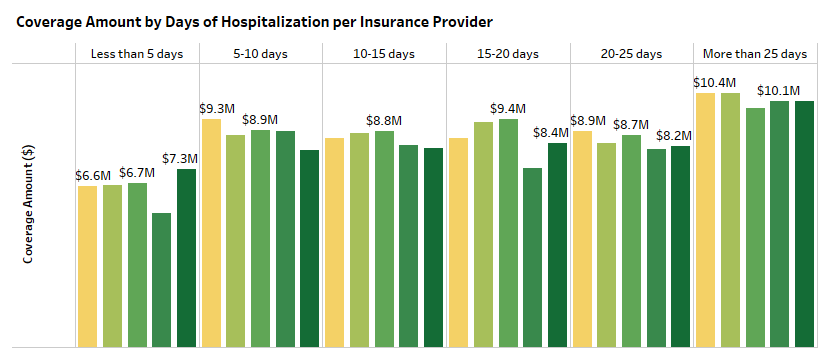 Coverage Amount by Days of Hospitalization per Insurance Provider
Less than 5 days
5-10 days
10-15 days
15-20 days
20-25 days
More than 25 days
Coverage Amount ($)
$6.6M
$6.7M
$7.3M
$9.3M
$8.9M
$8.8M
$9.4M
$8.4M
$8.9M
$8.7M
$8.2M
$10.4M
$10.1M